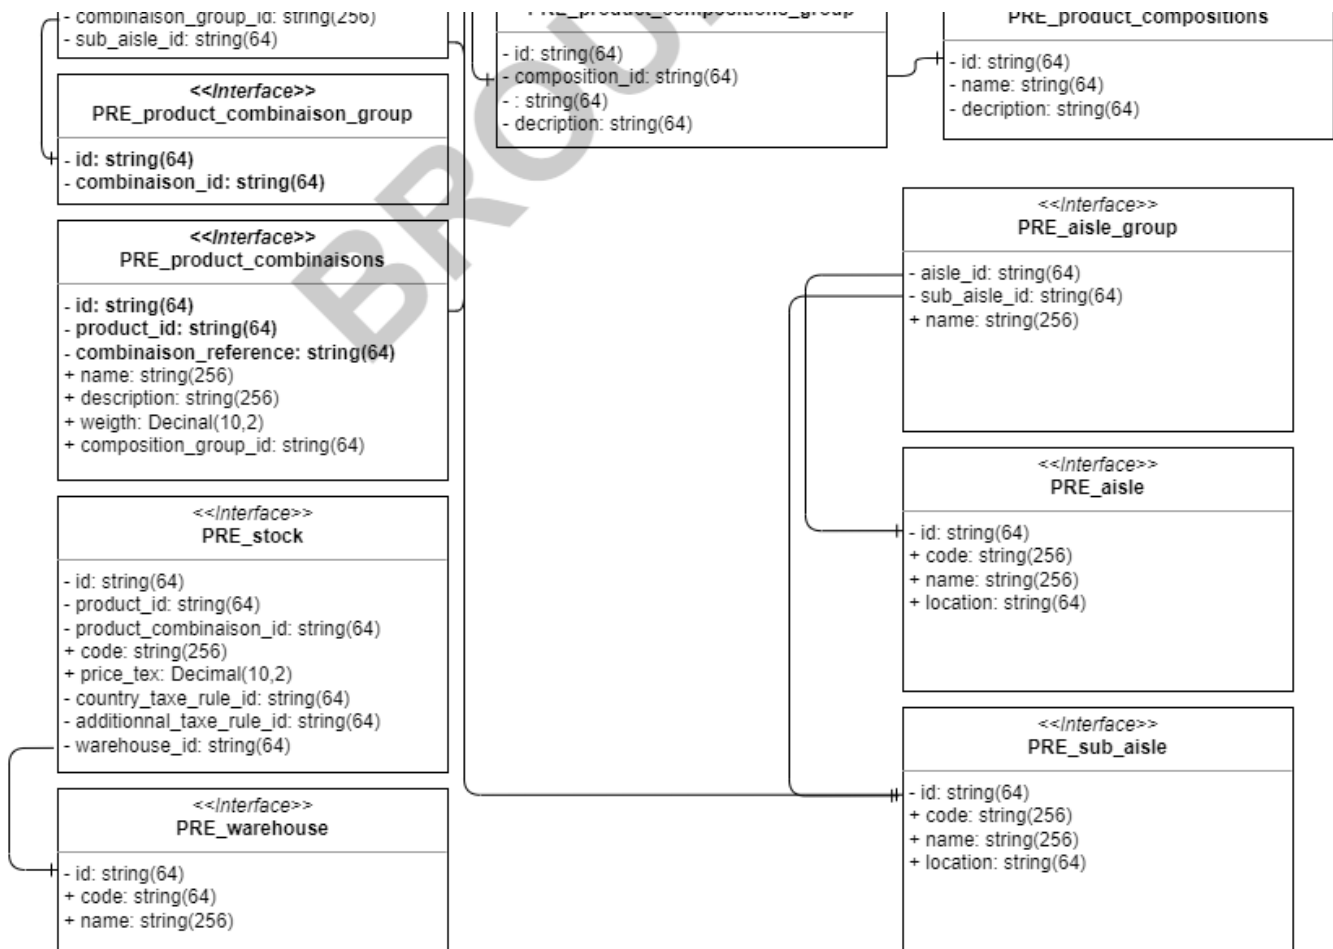 - combinaison_group_id: string(256)
- sub_aisle_id: string(64)
<<Interface>>
PRE_product_combinaison_group
- id: string(64)
- combinaison_id: string(64)
<<Interface>>
PRE_product_combinaisons
- id: string(64)
- product_id: string(64)
- combinaison_reference: string(64)
+ name: string(256)
+ description: string(256)
+ weigth: Decinal(10,2)
+ composition_group_id: string(64)
<<Interface>>
PRE_stock
- id: string(64)
- product_id: string(64)
- product_combinaison_id: string(64)
+ code: string(256)
+ price_tex: Decimal(10,2)
- country_taxe_rule_id: string(64)
- additionnal_taxe_rule_id: string(64)
- warehouse_id: string(64)
<<Interface>>
PRE_warehouse
- id: string(64)
+ code: string(64)
+ name: string(256)
PRE_product_compositions_group
- id: string(64)
- composition_id: string(64)
- : string(64)
- decription: string(64)
PRE_product_compositions
- id: string(64)
- name: string(64)
- decription: string(64)
<<Interface>>
PRE_aisle_group
- aisle_id: string(64)
- sub_aisle_id: string(64)
+ name: string(256)
<<Interface>>
PRE_aisle
- id: string(64)
+ code: string(256)
+ name: string(256)
+ location: string(64)
<<Interface>>
PRE_sub_aisle
- id: string(64)
+ code: string(256)
+ name: string(256)
+ location: string(64)